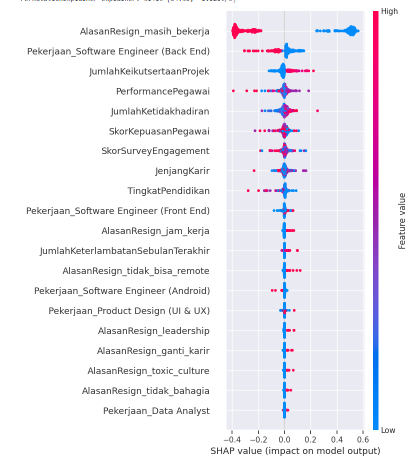 High
AlasanResign_masih_bekerja
Pekerjaan_Software Engineer (Back End)
JumlahKeikutsertaanProjek
PerformancePegawai
JumlahKetidakhadiran
SkorKepuasanPegawai
SkorSurveyEngagement
JenjangKarir
TingkatPendidikan
Pekerjaan_Software Engineer (Front End)
AlasanResign_jam_kerja
JumlahKeterlambatanSebulanTerakhir
AlasanResign_tidak_bisa_remote
Pekerjaan_Software Engineer (Android)
Pekerjaan_Product Design (UI & UX)
AlasanResign_leadership
AlasanResign_ganti_karir
AlasanResign_toxic_culture
AlasanResign_tidak_bahagia
Pekerjaan_Data Analyst
Feature value
Low
−0.4 −0.2 0.0 0.2 0.4 0.6
SHAP value (impact on model output)